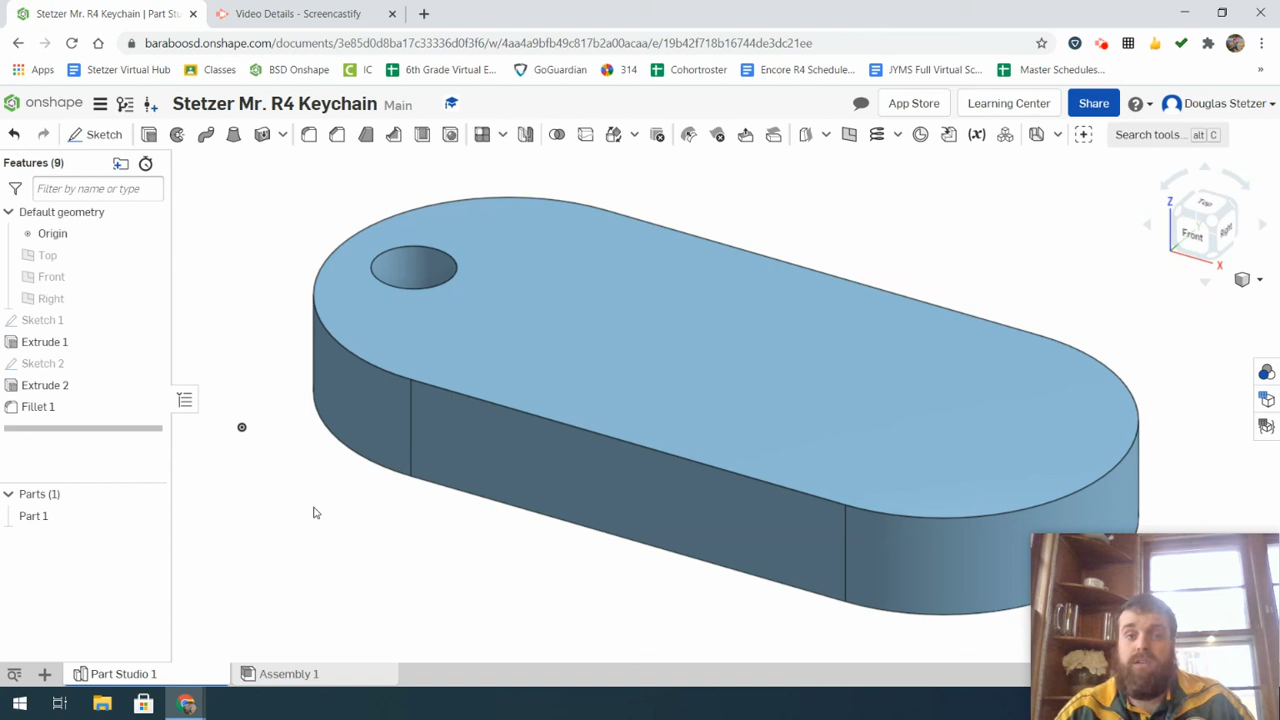 Stetzer Mr. R4 Keychain | Part Stu
Video Details - Screencastify
baraboosd.onshape.com/documents/3e85d0d8ba17c33336d0f3f6/w/4aa4a9bfb49c817b2a00acaa/e/19b42f718b16744de3dc21ee
Apps
Stetzer Virtual Hub
Classes
BSD Onshape
IC
6th Grade Virtual E...
GoGuardian
314
Cohortroster
Encore R4 Schedule...
JYMS Full Virtual Sc...
Master Schedules...
onshape
Stetzer Mr. R4 Keychain Main
App Store
Learning Center
Share
Douglas Stetzer
Sketch
Search tools... alt C
Features (9)
Filter by name or type
Default geometry
Origin
Top
Front
Right
Sketch 1
Extrude 1
Sketch 2
Extrude 2
Fillet 1
Parts (1)
Part 1
Z
Top
Front
Right
X
Part Studio 1
Assembly 1